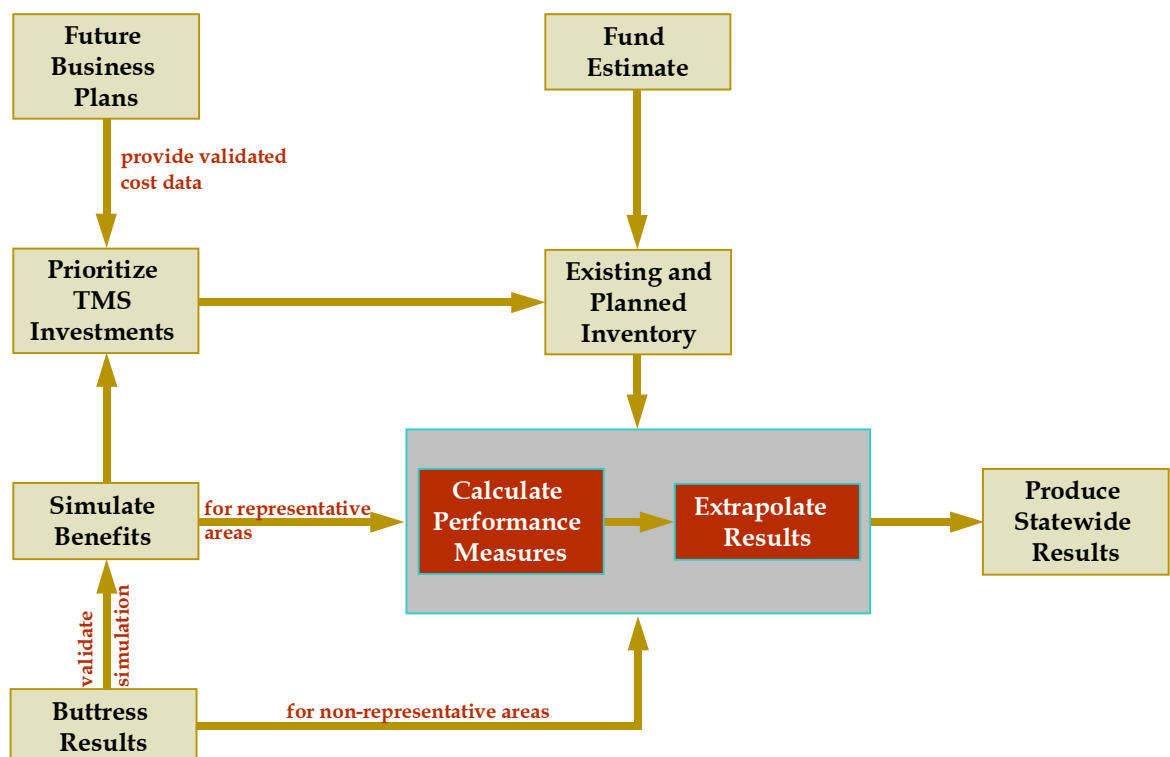 Future
Business
Plans
Fund
Estimate
provide validated
cost data
Prioritize
TMS
Investments
Existing and
Planned
Inventory
Simulate
Benefits
for representative
areas
Calculate
Performance
Measures
Extrapolate
Results
Produce
Statewide
Results
validate
simulation
Buttress
Results
for non-representative areas